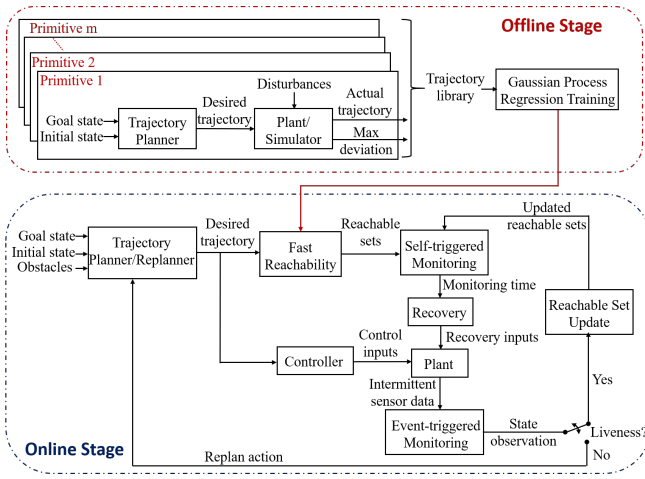 Primitive m
Offline Stage
Primitive 2
Primitive 1
Disturbances
Actual
trajectory
Desired
trajectory
Goal state
Initial state
Trajectory
Planner
Plant/
Simulator
Max
deviation
Trajectory
library
Gaussian Process
Regression Training
Goal state
Initial state
Obstacles
Trajectory
Planner/Replanner
Desired
trajectory
Fast
Reachability
Reachable
sets
Self-triggered
Monitoring
Updated
reachable sets
Monitoring time
Reachable Set
Update
Recovery
Recovery inputs
Controller
Control
inputs
Plant
Intermittent
sensor data
Yes
Event-triggered
Monitoring
State
observation
Liveness?
No
Online Stage
Replan action